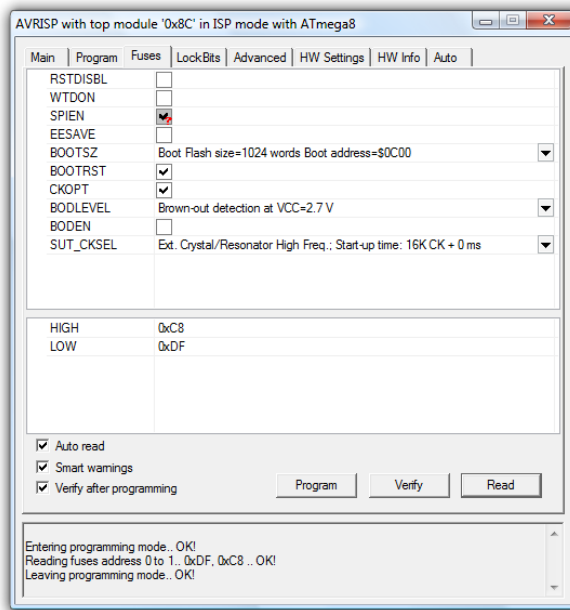 AVRISP with top module '0x8C' in ISP mode with ATmega8
Main Program Fuses LockBits Advanced HW Settings HW Info Auto
RSTDISBL
WTDON
SPIEN
EESAVE
BOOTSZ Boot Flash size=1024 words Boot address=$0C00
BOOTRST
CKOPT
BODLEVEL Brown-out detection at VCC=2.7 V
BODEN
SUT_CKSEL Ext. Crystal/Resonator High Freq.; Start-up time: 16K CK + 0 ms
HIGH 0xC8
LOW 0xDF
Auto read
Smart warnings
Verify after programming
Program Verify Read
Entering programming mode.. OK!
Reading fuses address 0 to 1.. 0xDF, 0xC8 .. OK!
Leaving programming mode.. OK!